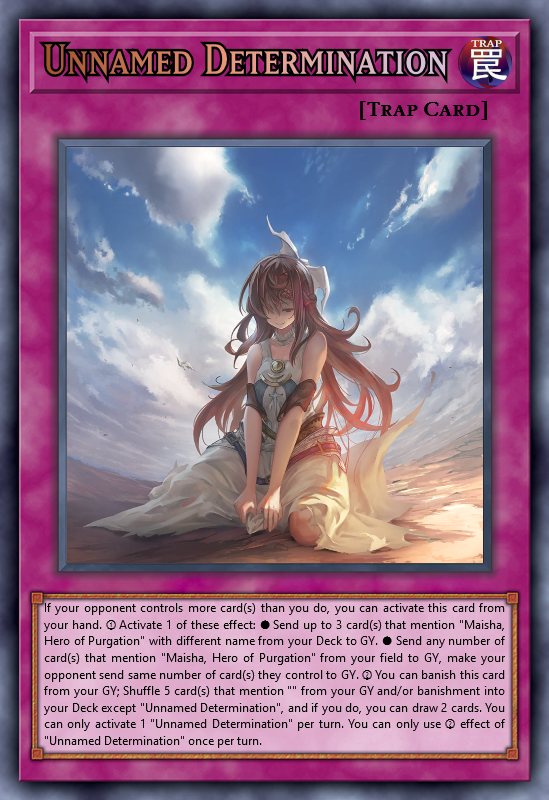 Unnamed Determination
TRAP
罠
[Trap Card]
If your opponent controls more card(s) than you do, you can activate this card from
your hand. ① Activate 1 of these effect: ● Send up to 3 card(s) that mention "Maisha,
Hero of Purgation" with different name from your Deck to GY. ● Send any number of
card(s) that mention "Maisha, Hero of Purgation" from your field to GY, make your
opponent send same number of card(s) they control to GY. ② You can banish this card
from your GY; Shuffle 5 card(s) that mention "" from your GY and/or banishment into
your Deck except "Unnamed Determination", and if you do, you can draw 2 cards. You
can only activate 1 "Unnamed Determination" per turn. You can only use ② effect of
"Unnamed Determination" once per turn.